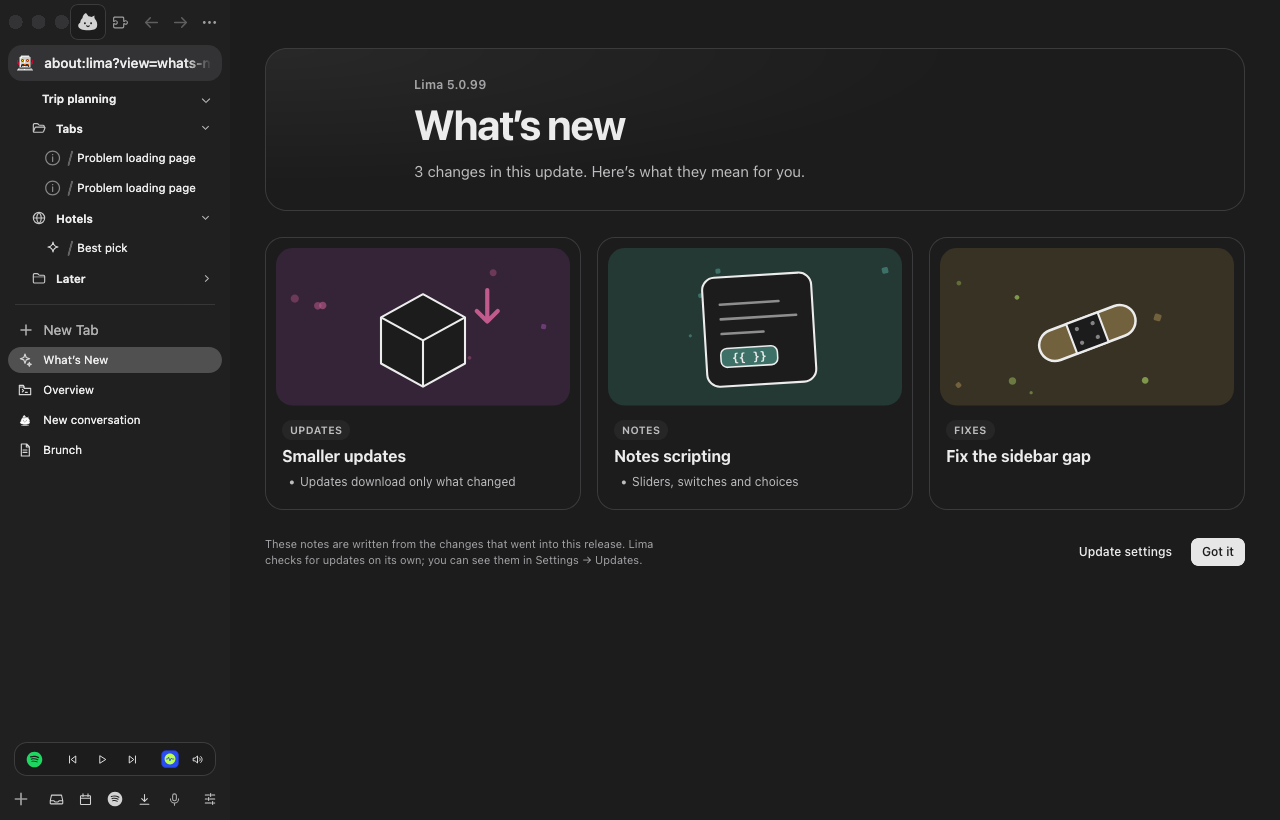 about:lima?view=whats-n
Trip planning
Tabs
/ Problem loading page
/ Problem loading page
Hotels
/ Best pick
Later
New Tab
What's New
Overview
New conversation
Brunch
Lima 5.0.99
What’s new
3 changes in this update. Here’s what they mean for you.
{{ }}
UPDATES
Smaller updates
• Updates download only what changed
NOTES
Notes scripting
• Sliders, switches and choices
FIXES
Fix the sidebar gap
These notes are written from the changes that went into this release. Lima
checks for updates on its own; you can see them in Settings → Updates.
Update settings
Got it